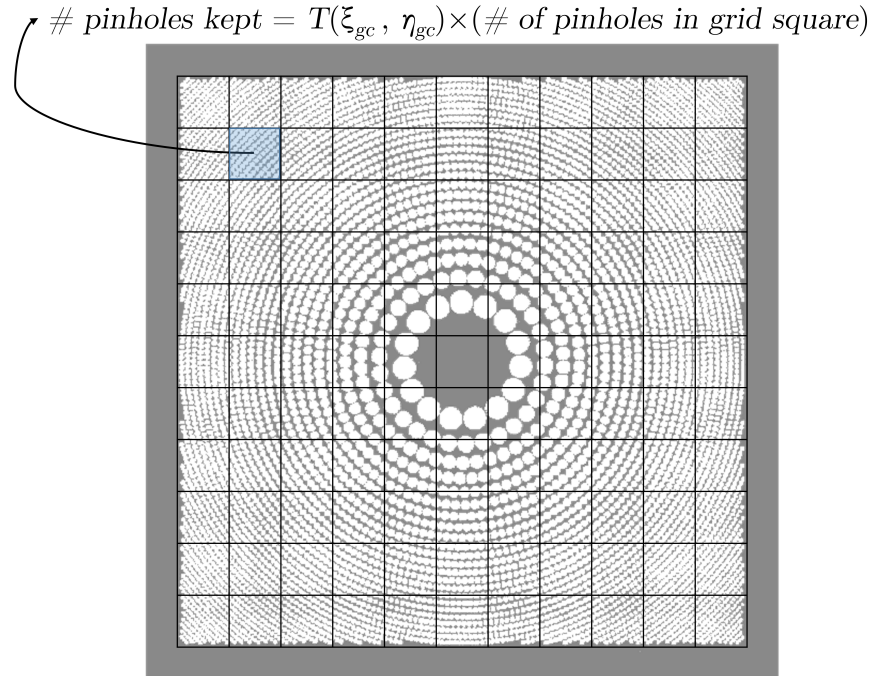 # pinholes kept = T(ξgc , ηgc)×(# of pinholes in grid square)